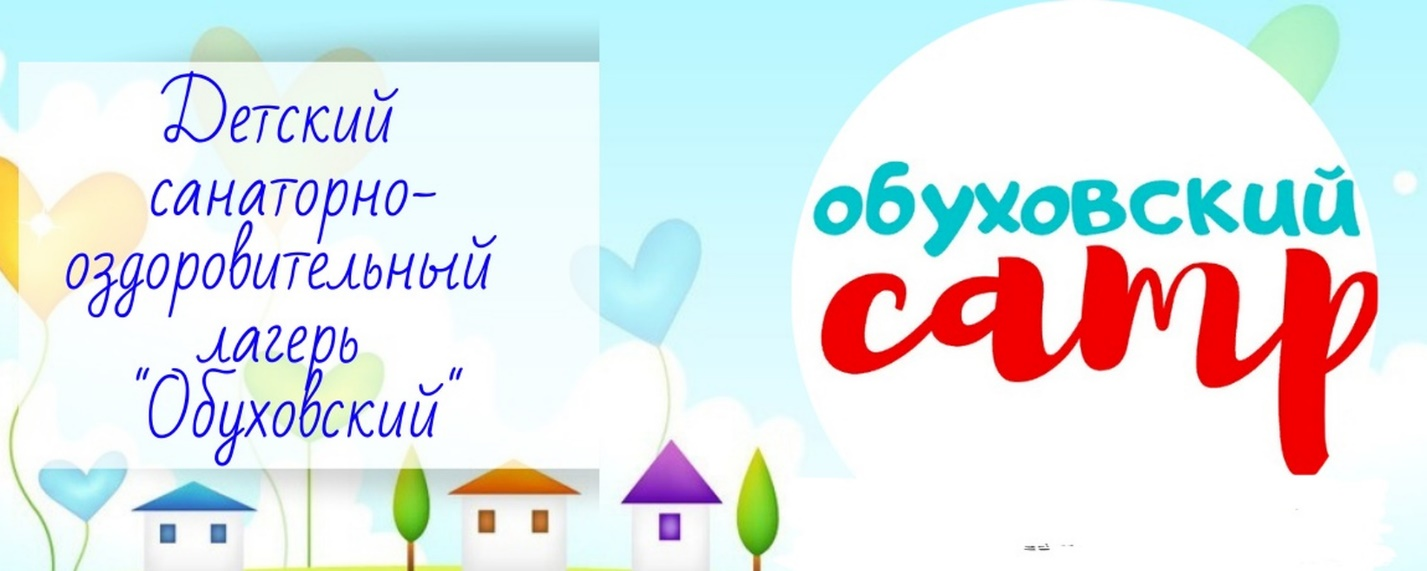 Детский
санаторно-
оздоровительный
лагерь
"Обуховский"
обуховский
camp